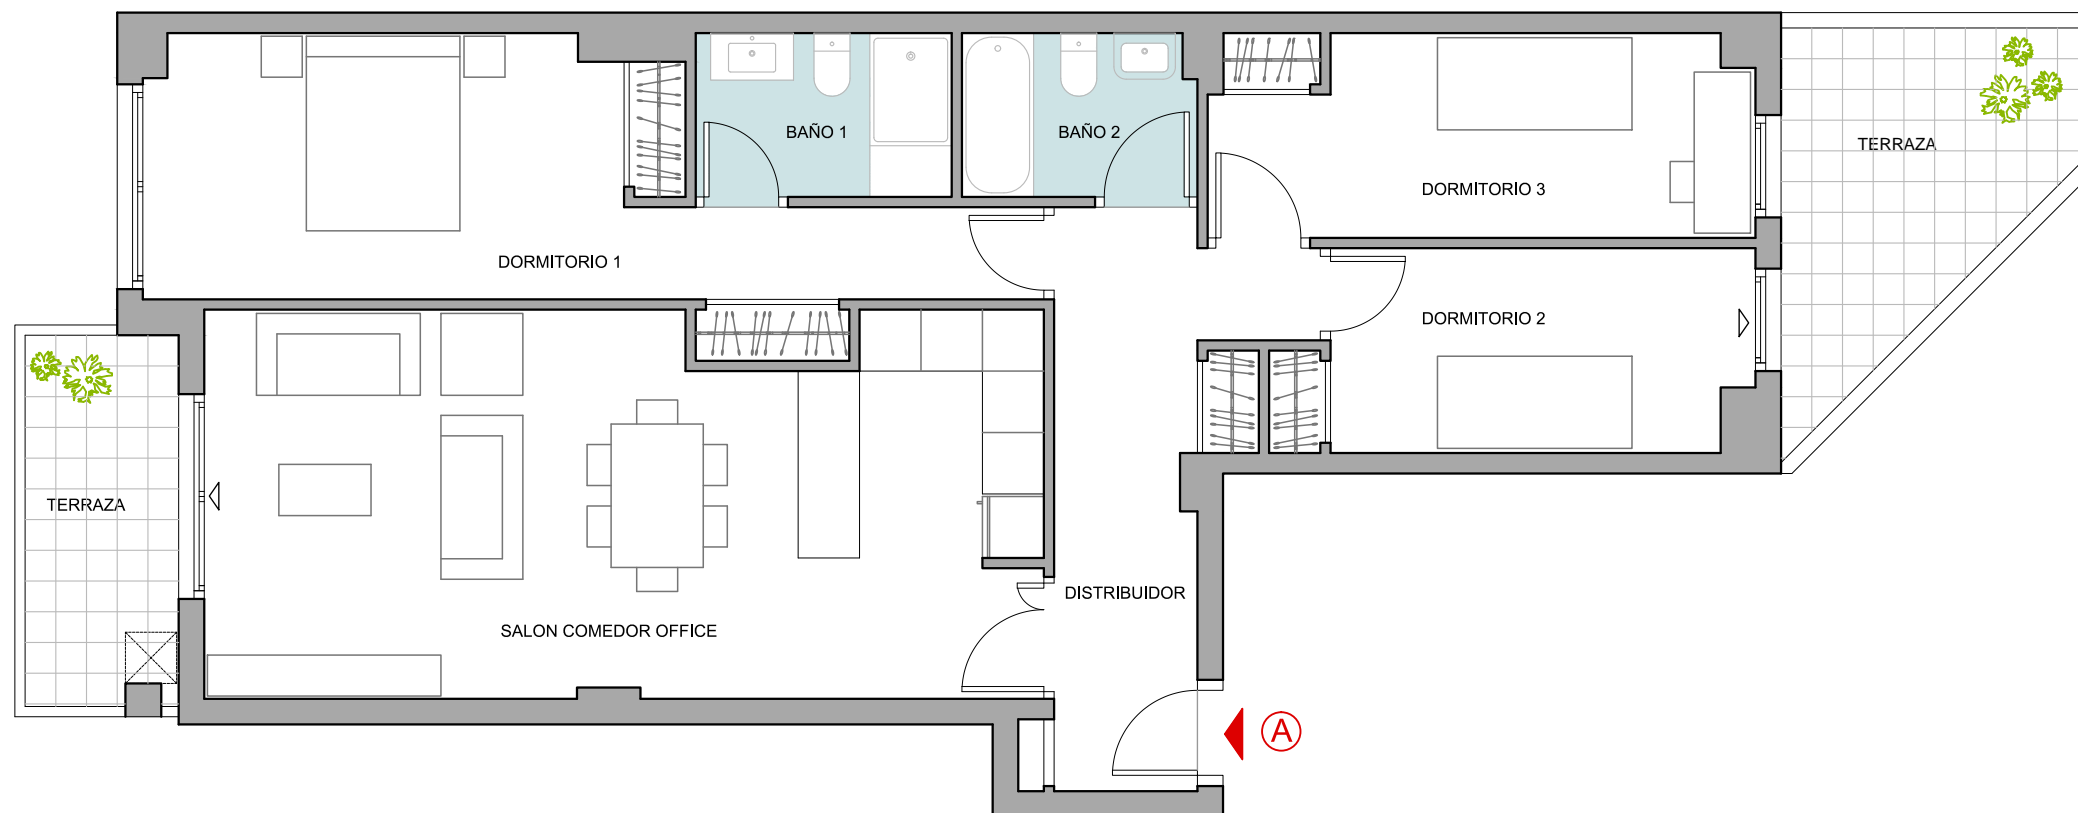 BAÑO 1
BAÑO 2
TERRAZA
DORMITORIO 3
DORMITORIO 1
DORMITORIO 2
TERRAZA
DISTRIBUIDOR
SALON COMEDOR OFFICE
A